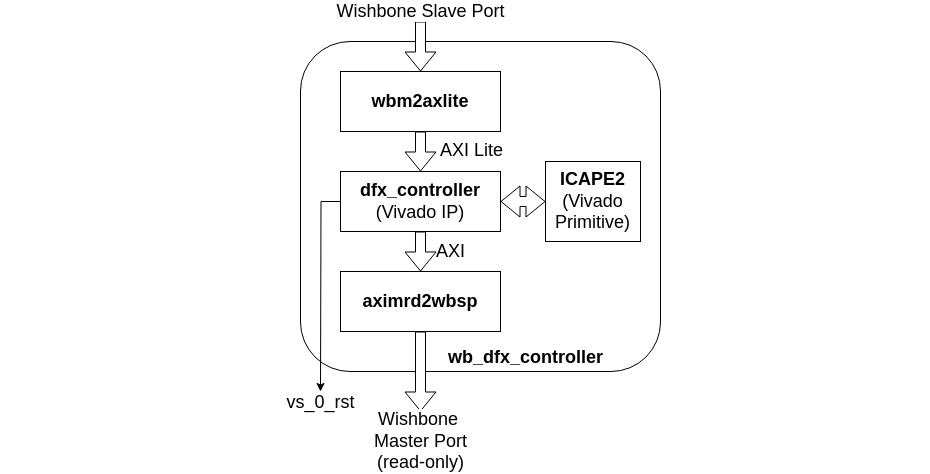 Wishbone Slave Port
wbm2axlite
AXI Lite
dfx_controller
(Vivado IP)
ICAPE2
(Vivado
Primitive)
AXI
aximrd2wbsp
wb_dfx_controller
vs_0_rst
Wishbone
Master Port
(read-only)